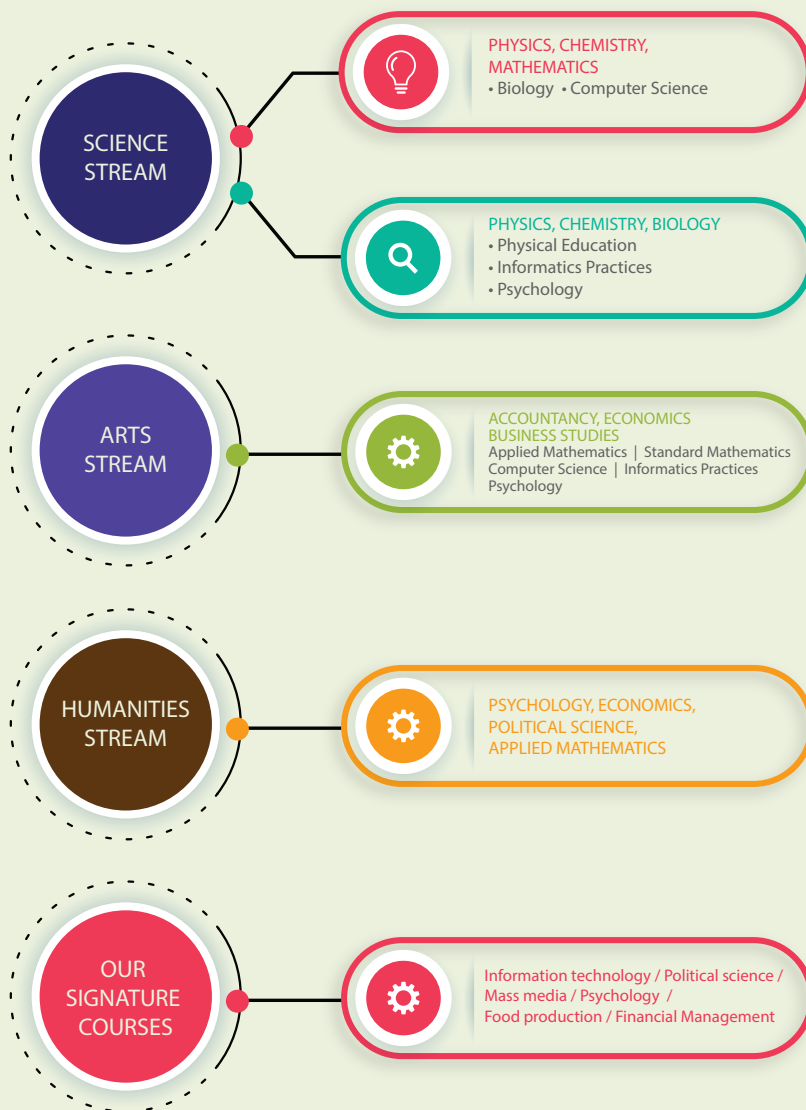 SCIENCE
STREAM
PHYSICS, CHEMISTRY,
MATHEMATICS
• Biology • Computer Science
PHYSICS, CHEMISTRY, BIOLOGY
• Physical Education
• Informatics Practices
• Psychology
ARTS
STREAM
ACCOUNTANCY, ECONOMICS
BUSINESS STUDIES
Applied Mathematics | Standard Mathematics
Computer Science | Informatics Practices
Psychology
HUMANITIES
STREAM
PSYCHOLOGY, ECONOMICS,
POLITICAL SCIENCE,
APPLIED MATHEMATICS
OUR
SIGNATURE
COURSES
Information technology / Political science /
Mass media / Psychology /
Food production / Financial Management